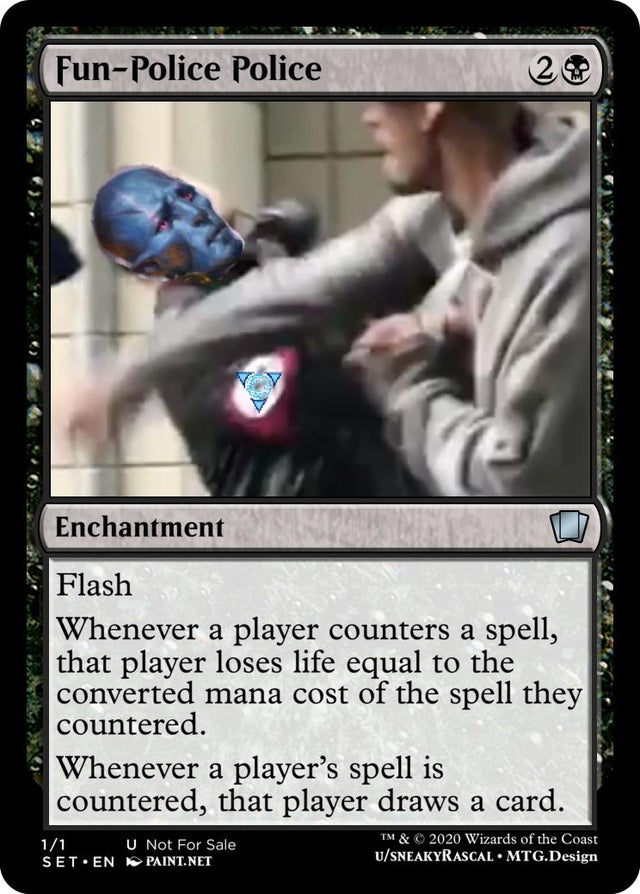 Fun-Police Police 2
Enchantment
Flash
Whenever a player counters a spell,
that player loses life equal to the
converted mana cost of the spell they
countered.
Whenever a player's spell is
countered, that player draws a card.
1/1 U Not For Sale
SET • EN PAINT.NET
™ & © 2020 Wizards of the Coast
U/SNEAKYRASCAL • MTG.Design